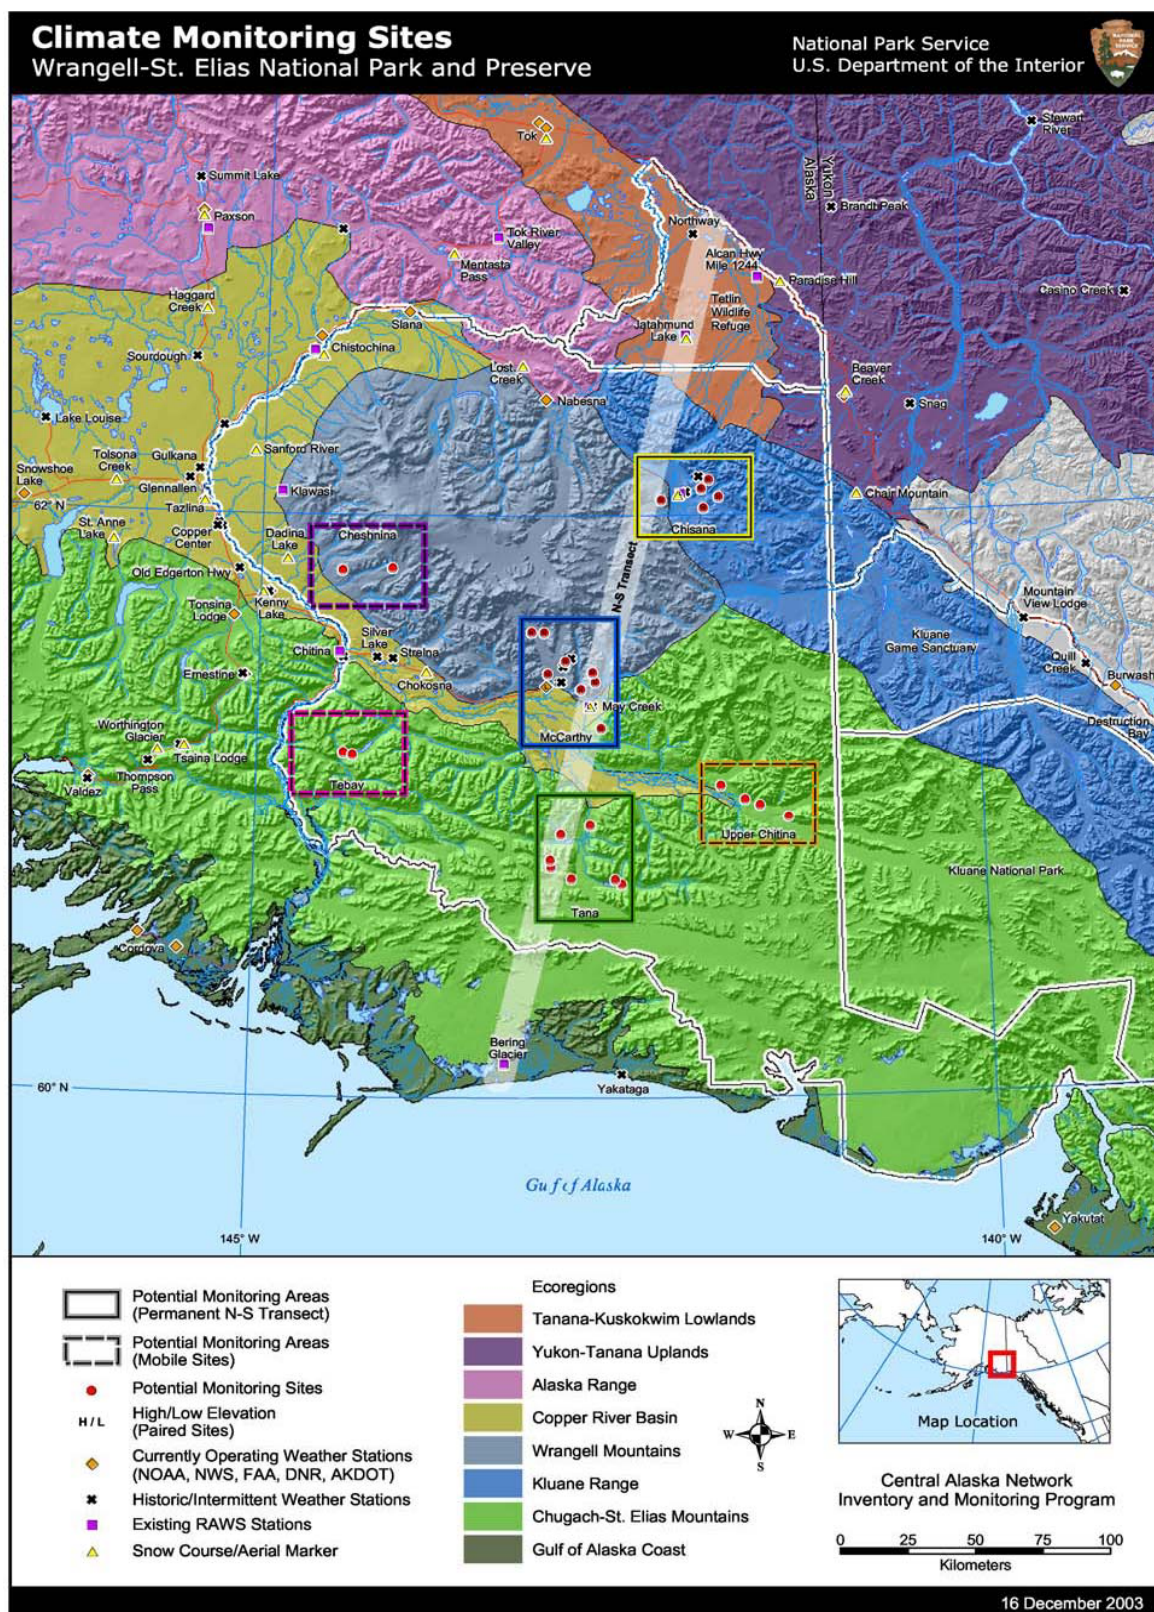 Climate Monitoring Sites
Wrangell-St. Elias National Park and Preserve
National Park Service
U.S. Department of the Interior
NATIONAL
PARK
SERVICE
Tok
Stewart
River
Alaska
Yukon
Summit Lake
Brandt Peak
Paxson
Northway
Tok River
Valley
Alcan Hwy
Mile 1244
Mentasta
Pass
Paradise Hill
Casino Creek
Haggard
Creek
Tetlin
Wildlife
Refuge
Slana
Jatahmund
Lake
Chistochina
Sourdough
Lost
Creek
Beaver
Creek
Nabesna
Snag
Lake Louise
Sanford River
Gulkana
Tolsona
Creek
Snowshoe
Lake
Glennallen
Klawasi
Chair Mountain
62° N
Tazlina
St. Anne
Lake
Copper
Center
Dadina
Lake
Cheshnina
Chisana
N-S Transect
Old Edgerton Hwy
Kenny
Lake
Mountain
View Lodge
Tonsina
Lodge
Silver
Lake
Strelna
Kluane
Game Sanctuary
Chitina
Quill
Creek
Ernestine
Chokosna
Burwash
May Creek
Destruction
Bay
Worthington
Glacier
McCarthy
Tsaina Lodge
Thompson
Pass
Tebay
Valdez
Upper Chitina
Kluane National Park
Tana
Cordova
Bering
Glacier
60° N
Yakataga
Gulf of Alaska
Yakutat
145° W
140° W
Potential Monitoring Areas
(Permanent N-S Transect)
Potential Monitoring Areas
(Mobile Sites)
Potential Monitoring Sites
H / L
High/Low Elevation
(Paired Sites)
Currently Operating Weather Stations
(NOAA, NWS, FAA, DNR, AKDOT)
Historic/Intermittent Weather Stations
Existing RAWS Stations
Snow Course/Aerial Marker
Ecoregions
Tanana-Kuskokwim Lowlands
Yukon-Tanana Uplands
Alaska Range
Copper River Basin
Wrangell Mountains
Kluane Range
Chugach-St. Elias Mountains
Gulf of Alaska Coast
N
W
E
S
Map Location
Central Alaska Network
Inventory and Monitoring Program
0 25 50 75 100
Kilometers
16 December 2003